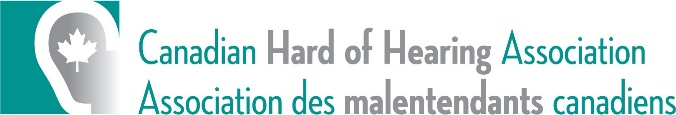 Canadian Hard of Hearing Association
Association des malentendants canadiens